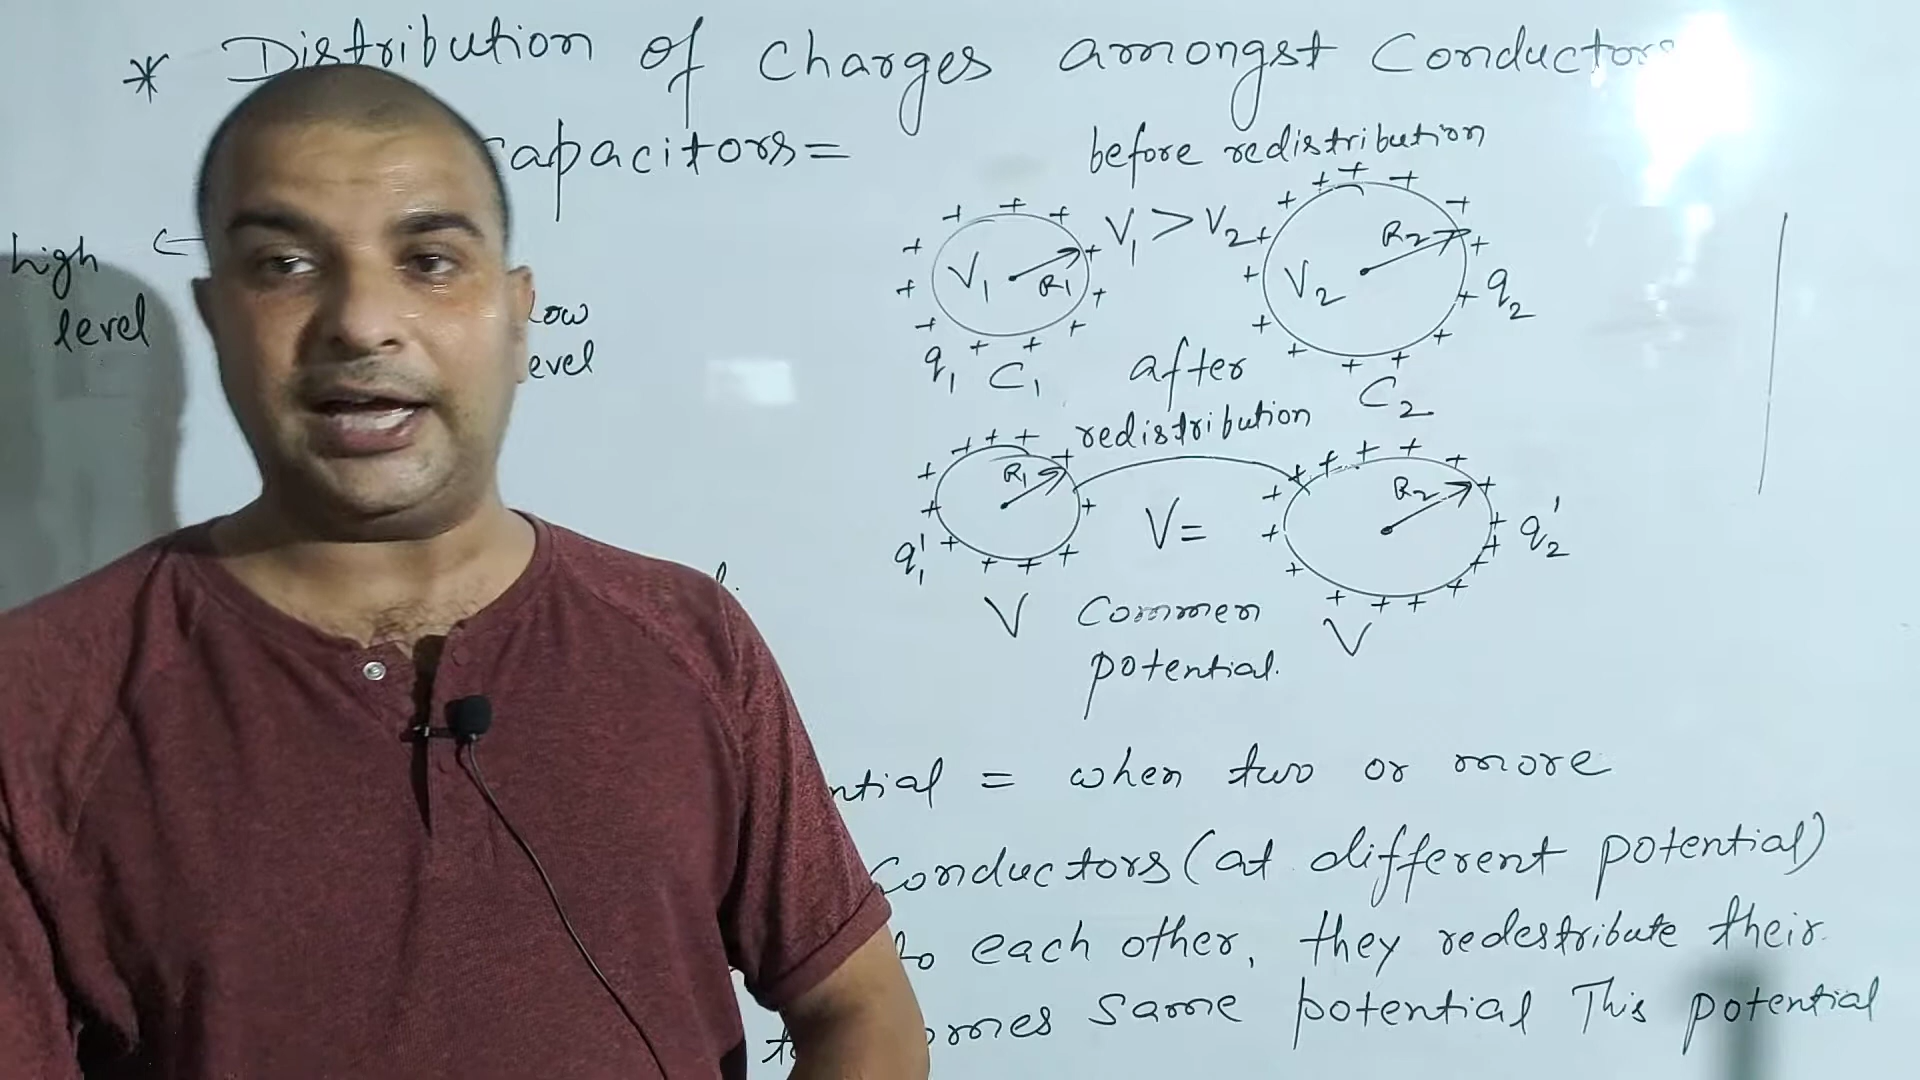 * Distribution of charges amongst Conductors
capacitors=
before redistribution
high level
low level
V₁ R₁
V₁ > V₂
V₂ R₂
q₁ C₁
q₂
C₂
after redistribution
R₁
R₂
q₁'
V=
q₂'
V
Commen potential.
V
= when two or more
Conductors (at different potential)
to each other, they redestribute their
same potential This potential